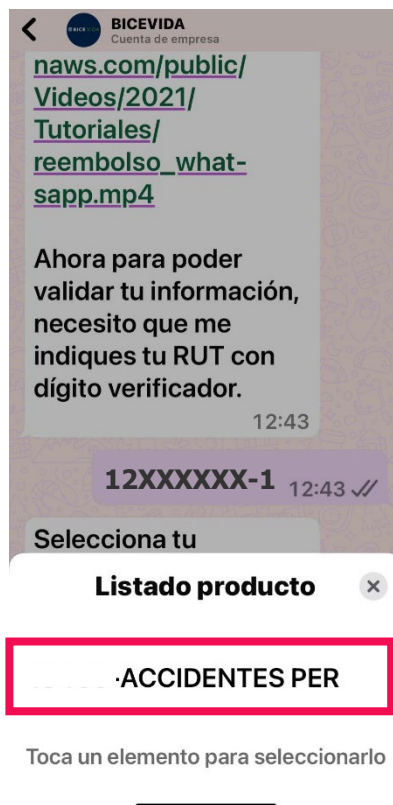 BICEVIDA
Cuenta de empresa
naws.com/public/
Videos/2021/
Tutoriales/
reembolso_what-
sapp.mp4
Ahora para poder
validar tu información,
necesito que me
indiques tu RUT con
dígito verificador.
12:43
12XXXXXX-1 12:43
Selecciona tu
Listado producto
-ACCIDENTES PER
Toca un elemento para seleccionarlo